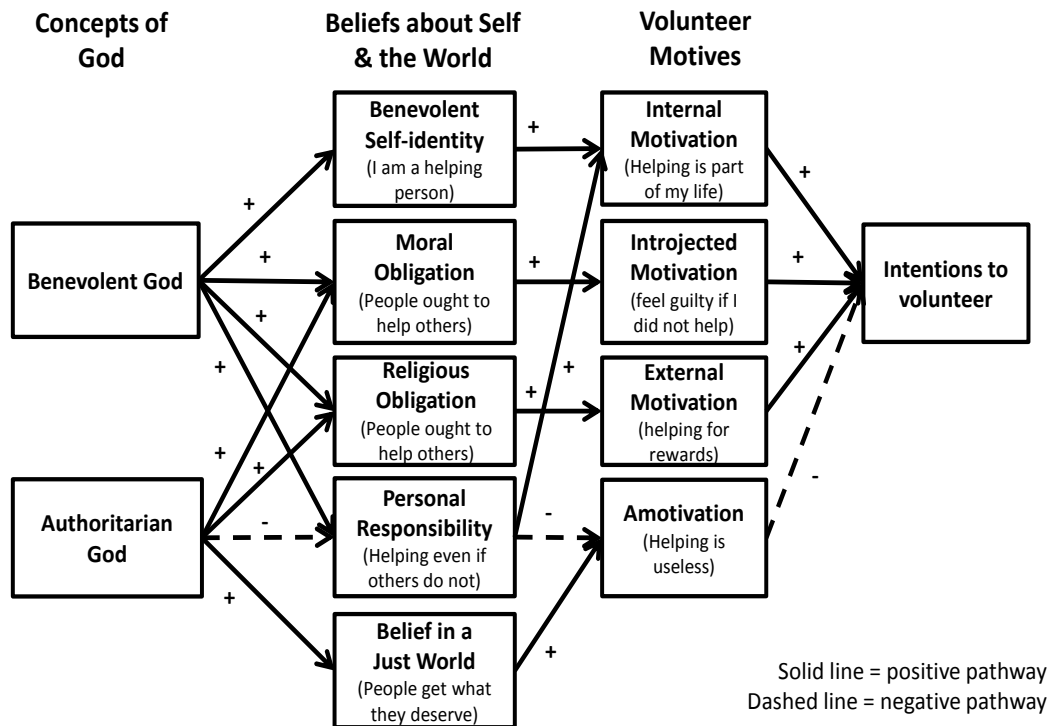 Concepts of
God
Beliefs about Self
& the World
Volunteer
Motives
Benevolent God
Authoritarian
God
Benevolent
Self-identity
(I am a helping
person)
Moral
Obligation
(People ought to
help others)
Religious
Obligation
(People ought to
help others)
Personal
Responsibility
(Helping even if
others do not)
Belief in a
Just World
(People get what
they deserve)
Internal
Motivation
(Helping is part
of my life)
Introjected
Motivation
(feel guilty if I
did not help)
External
Motivation
(helping for
rewards)
Amotivation
(Helping is
useless)
Intentions to
volunteer
+
+
+
+
+
+
-
+
+
+
+
+
-
+
+
+
+
-
Solid line = positive pathway
Dashed line = negative pathway